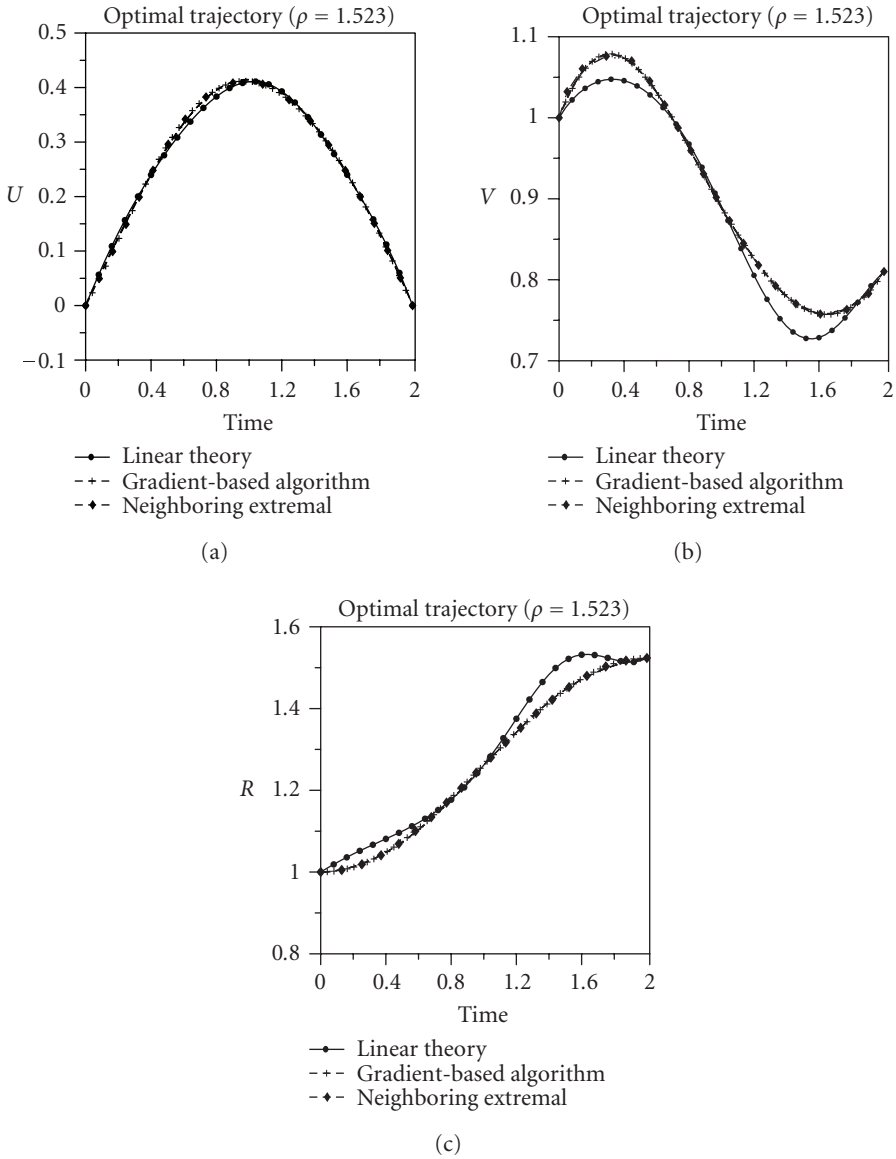 Optimal trajectory (ρ = 1.523)
0.5
0.4
0.3
U 0.2
0.1
0
−0.1
0 0.4 0.8 1.2 1.6 2
Time
Linear theory
Gradient-based algorithm
Neighboring extremal
(a)
Optimal trajectory (ρ = 1.523)
1.1
1
0.9
V
0.8
0.7
0 0.4 0.8 1.2 1.6 2
Time
Linear theory
Gradient-based algorithm
Neighboring extremal
(b)
Optimal trajectory (ρ = 1.523)
1.6
1.4
R 1.2
1
0.8
0 0.4 0.8 1.2 1.6 2
Time
Linear theory
Gradient-based algorithm
Neighboring extremal
(c)